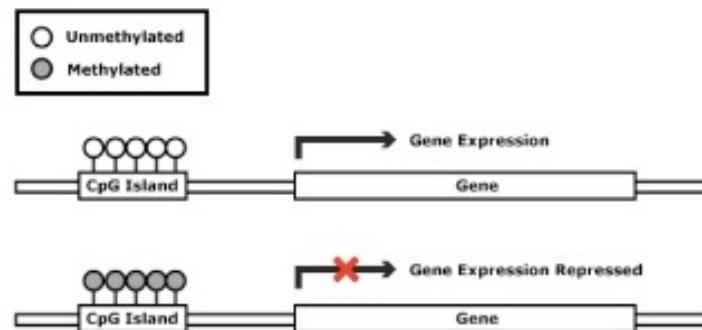 Unmethylated
Methylated
Gene Expression
CpG Island
Gene
Gene Expression Repressed
CpG Island
Gene